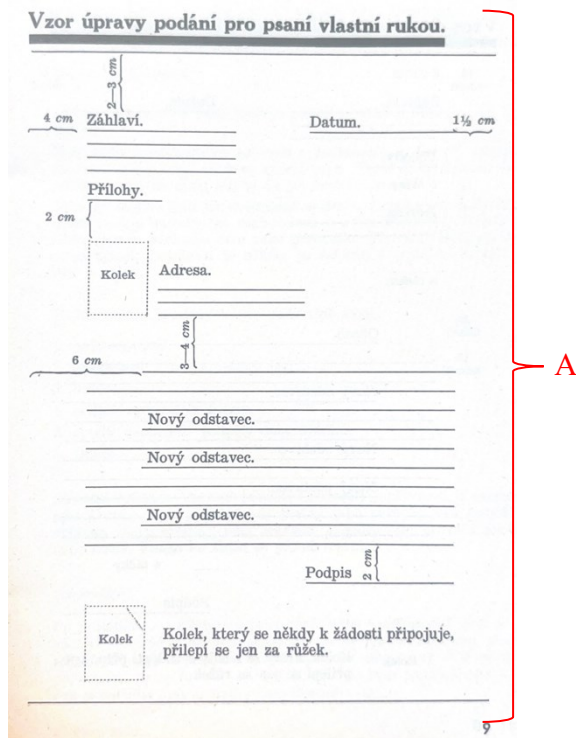 Vzor úpravy podání pro psaní vlastní rukou.
2—3 cm
4 cm Záhlaví. Datum. 1½ cm
Přílohy.
2 cm
Kolek Adresa.
3—4 cm
6 cm
Nový odstavec.
Nový odstavec.
Nový odstavec.
Podpis 2 cm
Kolek
Kolek, který se někdy k žádosti připojuje,
přilepí se jen za růžek.
9
A